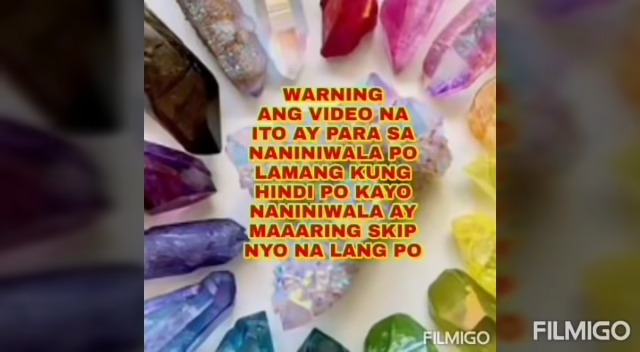 WARNING
ANG VIDEO NA
ITO AY PARA SA
NANINIWALA PO
LAMANG KUNG
HINDI PO KAYO
NANINIWALA AY
MAAARING SKIP
NYO NA LANG PO
FILMIGO
FILMIGO